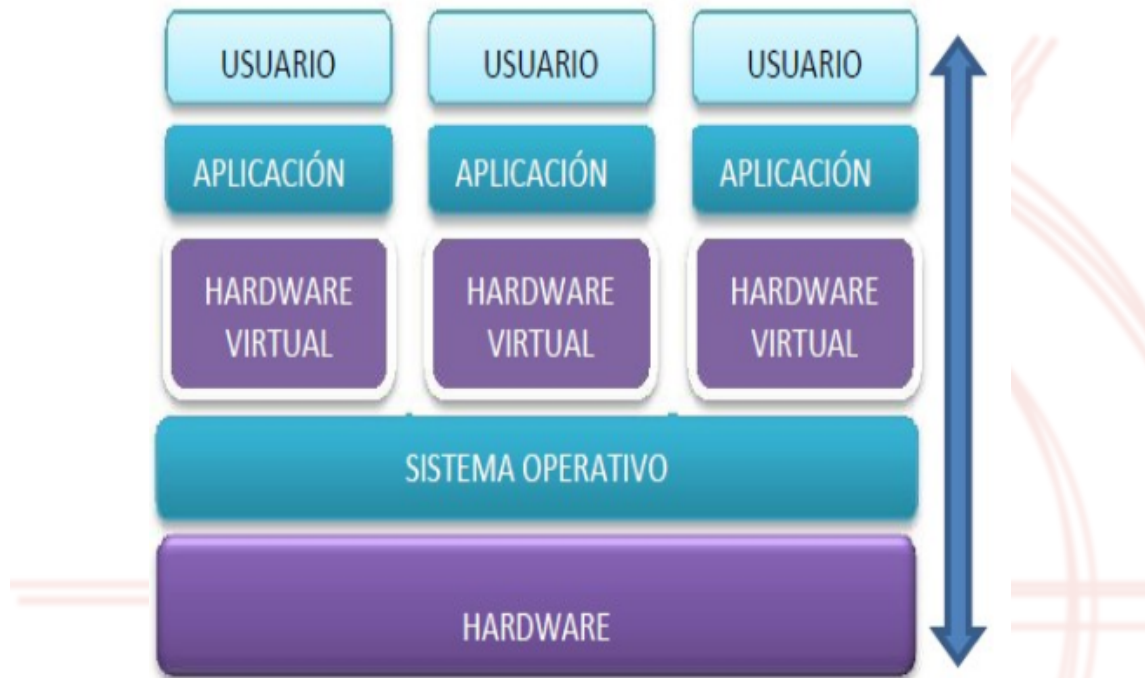 USUARIO USUARIO USUARIO
APLICACIÓN APLICACIÓN APLICACIÓN
HARDWARE VIRTUAL HARDWARE VIRTUAL HARDWARE VIRTUAL
SISTEMA OPERATIVO
HARDWARE